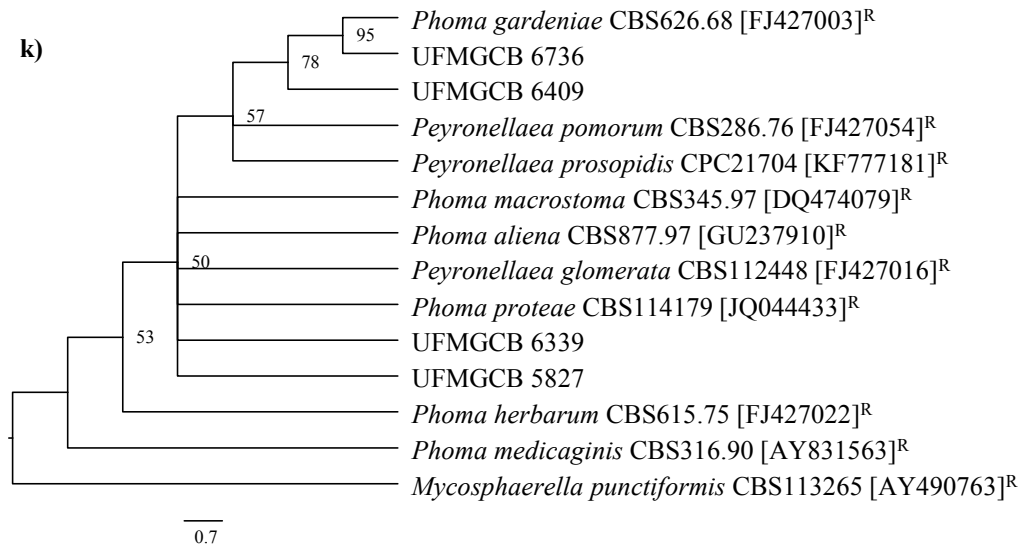 Phoma gardeniae CBS626.68 [FJ427003]R
k)
95
UFMGCB 6736
78
UFMGCB 6409
57
Peyronellaea pomorum CBS286.76 [FJ427054]R
Peyronellaea prosopidis CPC21704 [KF777181]R
Phoma macrostoma CBS345.97 [DQ474079]R
Phoma aliena CBS877.97 [GU237910]R
50
Peyronellaea glomerata CBS112448 [FJ427016]R
Phoma proteae CBS114179 [JQ044433]R
53
UFMGCB 6339
UFMGCB 5827
Phoma herbarum CBS615.75 [FJ427022]R
Phoma medicaginis CBS316.90 [AY831563]R
Mycosphaerella punctiformis CBS113265 [AY490763]R
0.7